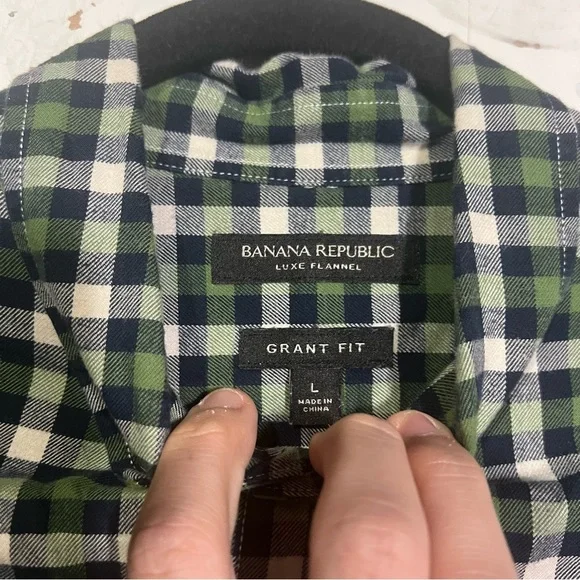 BANANA REPUBLIC
LUXE FLANNEL
GRANT FIT
L
MADE IN
CHINA